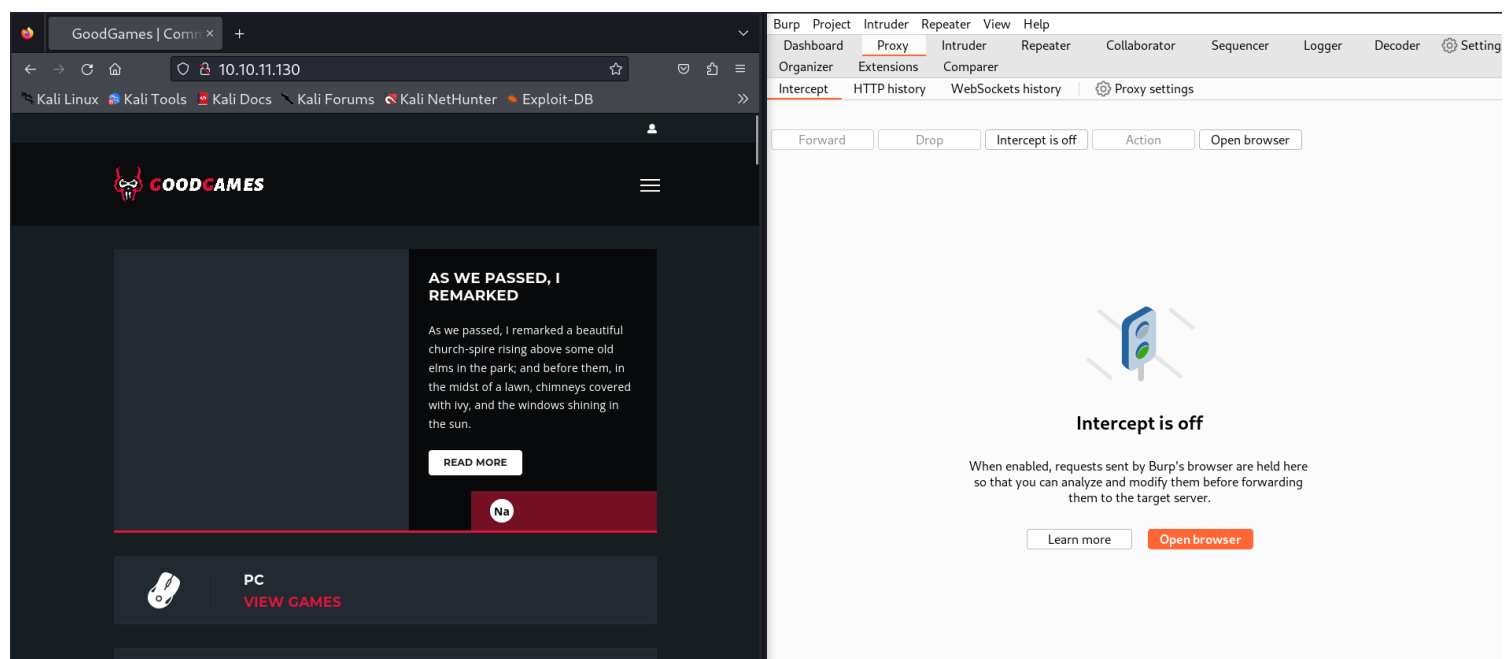 GoodGames | Comm × +
10.10.11.130
Kali Linux Kali Tools Kali Docs Kali Forums Kali NetHunter Exploit-DB »
GOODGAMES
AS WE PASSED, I
REMARKED
As we passed, I remarked a beautiful
church-spire rising above some old
elms in the park; and before them, in
the midst of a lawn, chimneys covered
with ivy, and the windows shining in
the sun.
READ MORE
Na
PC
VIEW GAMES
Burp Project Intruder Repeater View Help
Dashboard Proxy Intruder Repeater Collaborator Sequencer Logger Decoder Setting
Organizer Extensions Comparer
Intercept HTTP history WebSockets history Proxy settings
Forward Drop Intercept is off Action Open browser
Intercept is off
When enabled, requests sent by Burp's browser are held here
so that you can analyze and modify them before forwarding
them to the target server.
Learn more Open browser